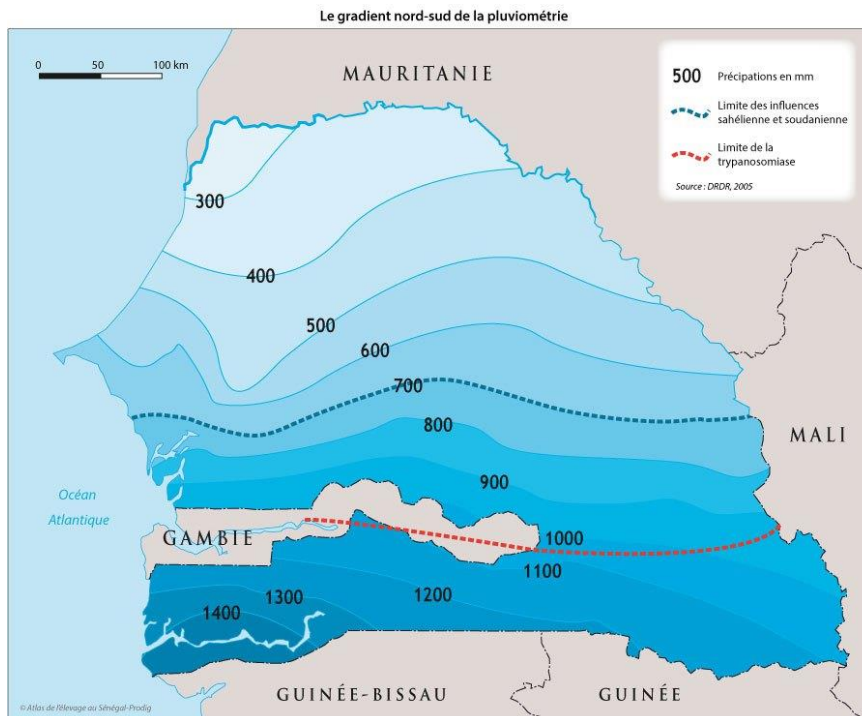 Le gradient nord-sud de la pluviométrie
0 50 100 km
MAURITANIE
500 Précipations en mm
Limite des influences
sahélienne et soudanienne
Limite de la
trypanosomiase
Source : DRDR, 2005
300
400
500
600
700
800
MALI
900
Océan
Atlantique
GAMBIE
1000
1100
1200
1300
1400
GUINÉE-BISSAU
GUINÉE
© Atlas de l'élevage au Sénégal-Prodig